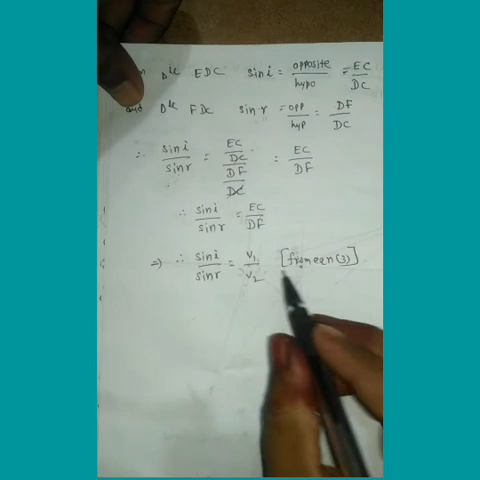 Δle EDC sin i = opposite/hypo = EC/DC
and Δle FDC sin r = opp/hyp = DF/DC
∴ sin i/sin r = EC/DC/DF/DC = EC/DF
∴ sin i/sin r = EC/DF
⇒ ∴ sin i/sin r = V1/V2 [from eqn(3)]